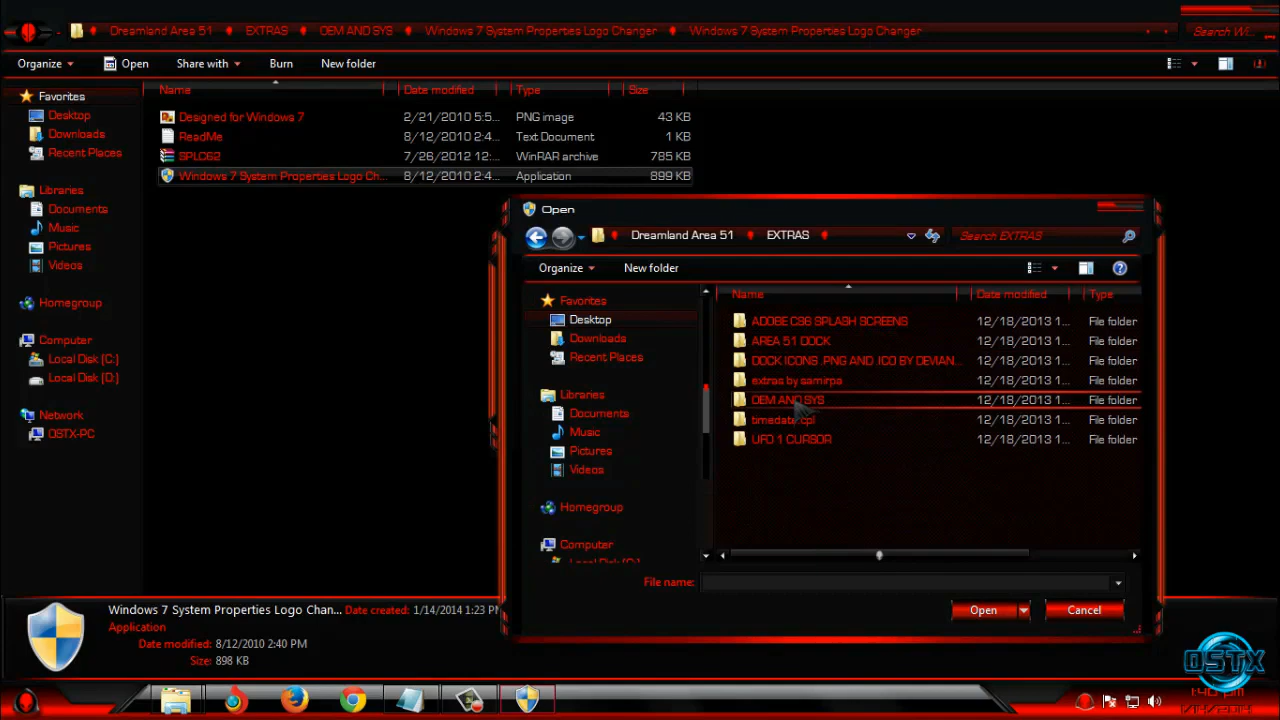 Dreamland Area 51 EXTRAS OEM AND SYS Windows 7 System Properties Logo Changer Windows 7 System Properties Logo Changer Search Wi...
Organize Open Share with Burn New folder
Favorites
Desktop
Downloads
Recent Places
Libraries
Documents
Music
Pictures
Videos
Homegroup
Computer
Local Disk (C:)
Local Disk (D:)
Network
OSTX-PC
Name Date modified Type Size
Designed for Windows 7 2/21/2010 5:5... PNG image 43 KB
ReadMe 8/12/2010 2:4... Text Document 1 KB
SPLC62 7/26/2012 12:... WinRAR archive 785 KB
Windows 7 System Properties Logo Ch... 8/12/2010 2:4... Application 899 KB
Open
Dreamland Area 51 EXTRAS Search EXTRAS
Organize New folder
Favorites
Desktop
Downloads
Recent Places
Libraries
Documents
Music
Pictures
Videos
Homegroup
Computer
Local Disk (C:)
Name Date modified Type
ADOBE CS6 SPLASH SCREENS 12/18/2013 1... File folder
AREA 51 DOCK 12/18/2013 1... File folder
DOCK ICONS .PNG AND .ICO BY DEVIAN... 12/18/2013 1... File folder
extras by samirpa 12/18/2013 1... File folder
OEM AND SYS 12/18/2013 1... File folder
timedate.cpl 12/18/2013 1... File folder
UFO 1 CURSOR 12/18/2013 1... File folder
File name:
Open Cancel
Windows 7 System Properties Logo Chan... Date created: 1/14/2014 1:23 PM
Application
Date modified: 8/12/2010 2:40 PM
Size: 898 KB
OSTX
1:40 pm
1/14/2014